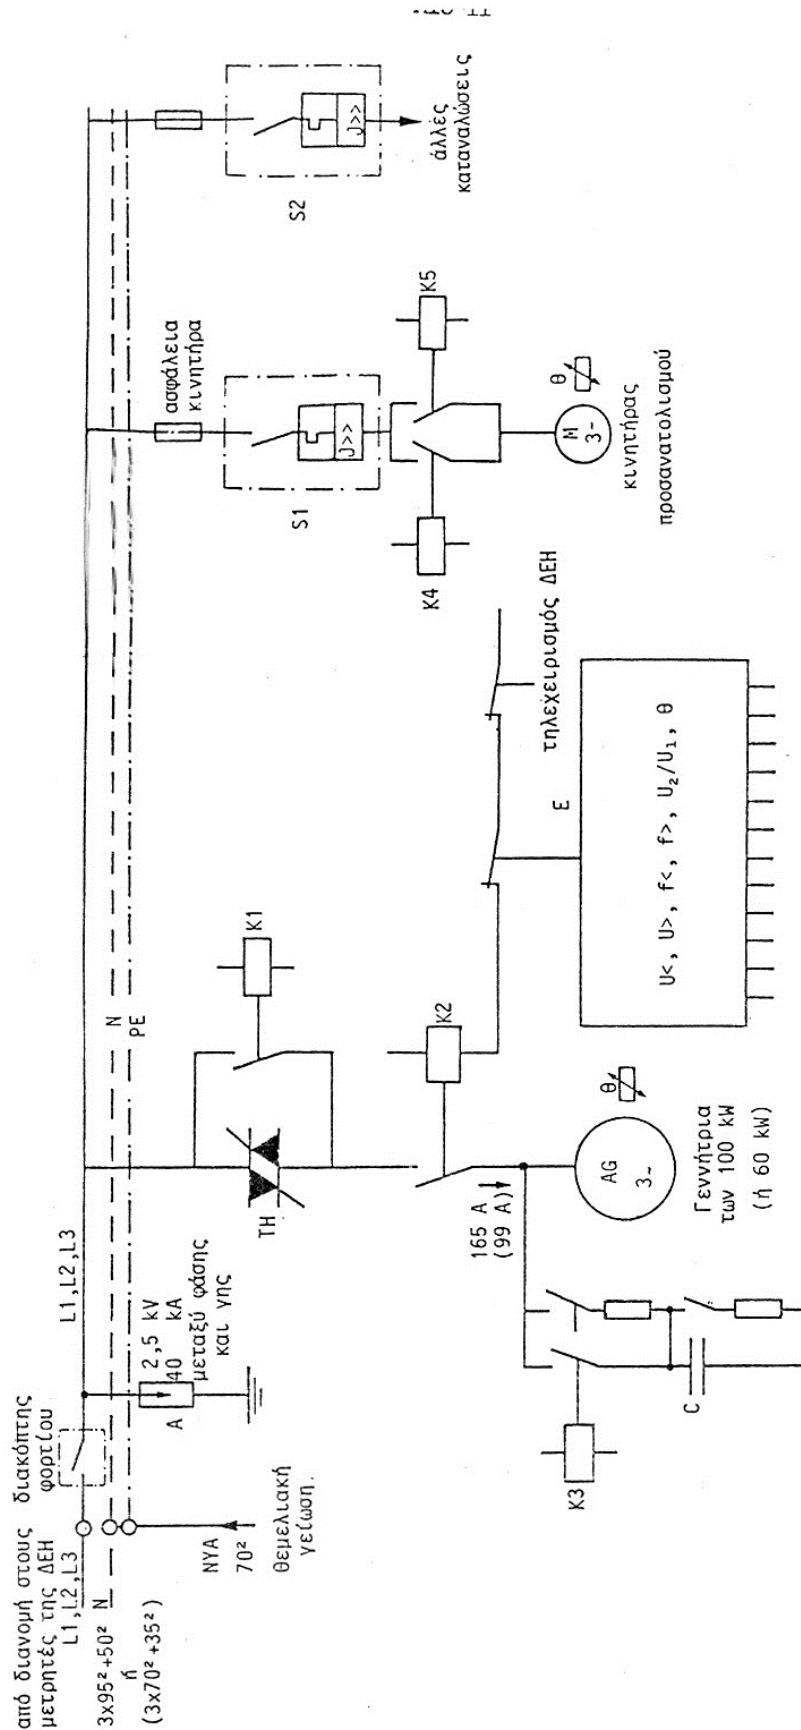 από διανομή στους
μετρητές της ΔΕΗ
L1,L2,L3
3x95²+50² N
ή
(3x70²+35²)
διακόπτης
φορτίου
NYA
70²
θεμελιακή
γείωση.
L1,L2,L3
A
2,5 kV
40 kA
μεταξύ φάσης
και γης
N
PE
TH
K1
K2
165 A
(99 A)
K3
C
AG
3~
θ
Γεννήτρια
των 100 kW
(ή 60 kW)
E
τηλεχειρισμός ΔΕΗ
U<, U>, f<, f>, U₂/U₁, θ
ασφάλεια
κινητήρα
S1
J>>
K4
K5
M
3~
θ
κινητήρας
προσανατολισμού
S2
J>>
άλλες
καταναλώσεις